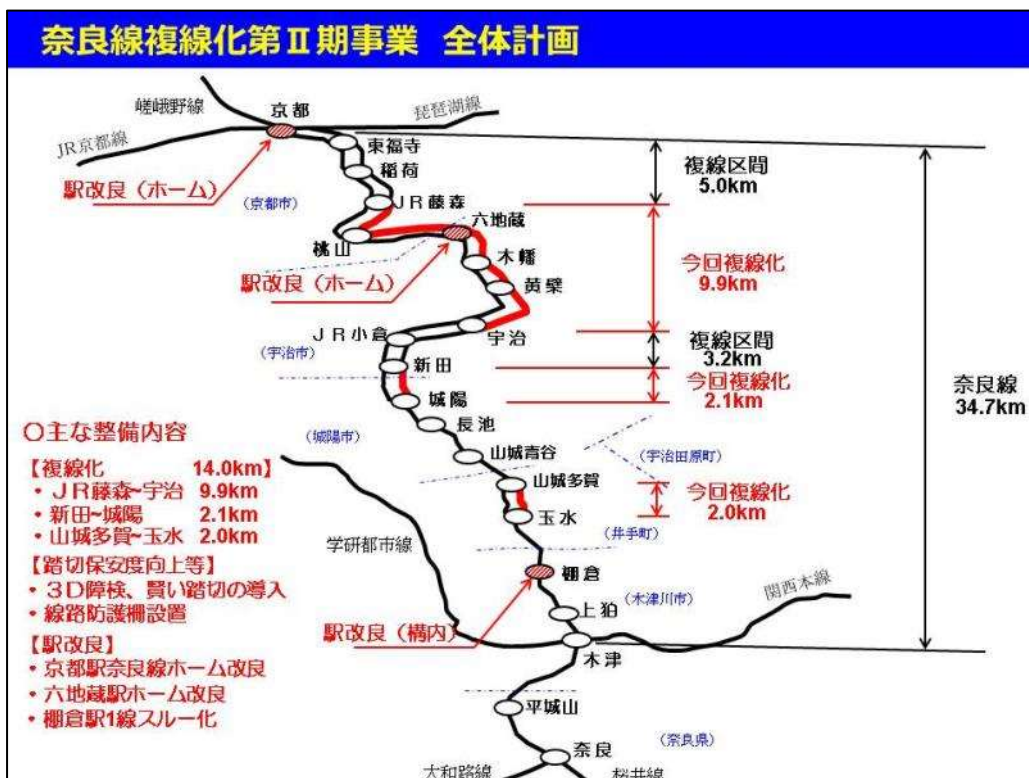 奈良線複線化第Ⅱ期事業 全体計画
嵯峨野線
京都
琵琶湖線
JR京都線
東福寺
稲荷
複線区間
5.0km
駅改良（ホーム）
（京都市）
JR藤森
六地蔵
桃山
木幡
今回複線化
9.9km
駅改良（ホーム）
黄檗
JR小倉
宇治
（宇治市）
新田
複線区間
3.2km
今回複線化
2.1km
奈良線
34.7km
城陽
長池
〇主な整備内容
（城陽市）
山城青谷
（宇治田原町）
【複線化 14.0km】
・ＪＲ藤森~宇治 9.9km
・新田~城陽 2.1km
・山城多賀~玉水 2.0km
山城多賀
今回複線化
2.0km
玉水
（井手町）
学研都市線
【踏切保安度向上等】
・３Ｄ障検、賢い踏切の導入
・線路防護柵設置
棚倉
（木津川市）
関西本線
上狛
駅改良（構内）
木津
【駅改良】
・京都駅奈良線ホーム改良
・六地蔵駅ホーム改良
・棚倉駅1線スルー化
平城山
（奈良県）
奈良
大和路線
桜井線